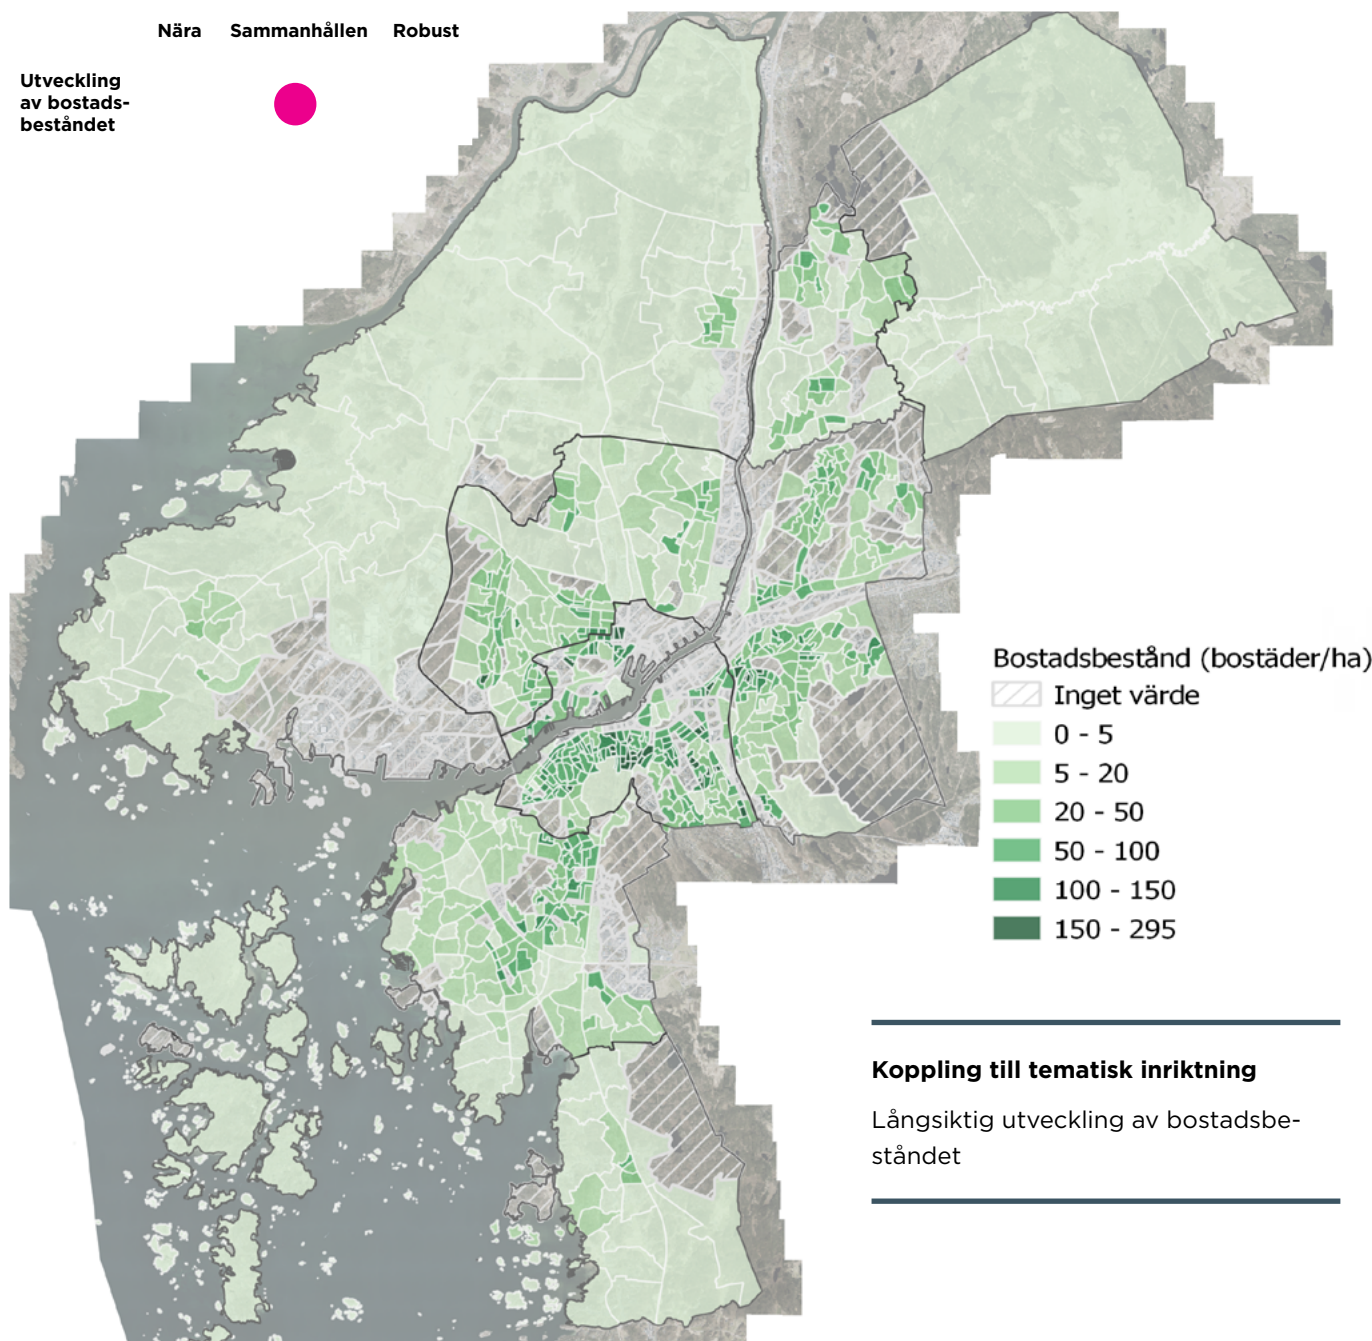 Nära Sammanhållen Robust
Utveckling
av bostads-
beståndet
Bostadsbestånd (bostäder/ha)
Inget värde
0 - 5
5 - 20
20 - 50
50 - 100
100 - 150
150 - 295
Koppling till tematisk inriktning
Långsiktig utveckling av bostadsbe-
ståndet